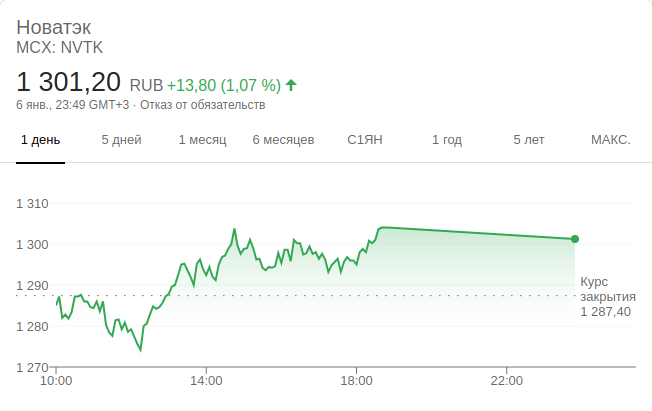 Новатэк
MCX: NVTK
1 301,20 RUB +13,80 (1,07 %)
6 янв., 23:49 GMT+3 · Отказ от обязательств
1 день 5 дней 1 месяц 6 месяцев С1ЯН 1 год 5 лет МАКС.
1 310
1 300
1 290
Курс
закрытия
1 287,40
1 280
1 270
10:00 14:00 18:00 22:00